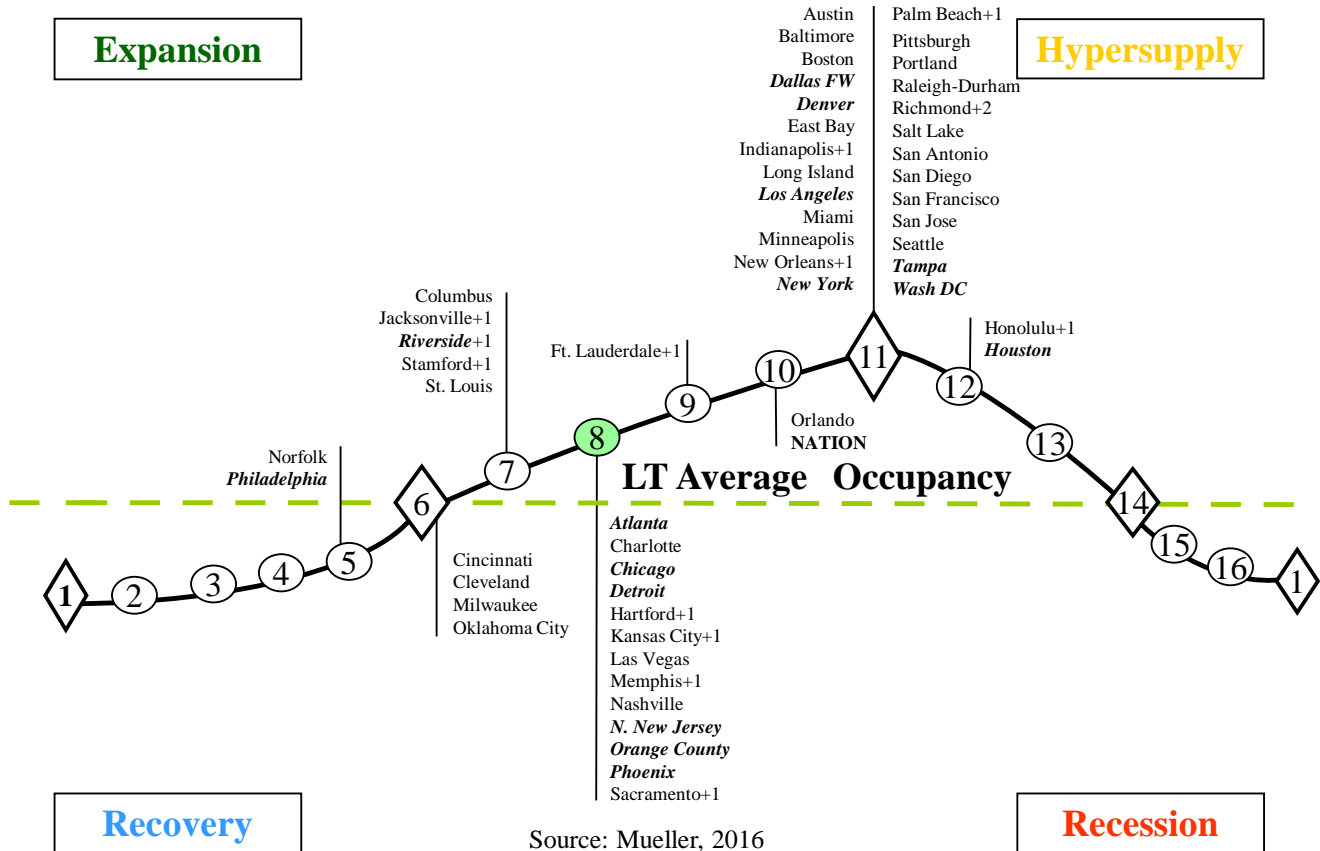 Expansion
Hypersupply
Austin
Baltimore
Boston
Dallas FW
Denver
East Bay
Indianapolis+1
Long Island
Los Angeles
Miami
Minneapolis
New Orleans+1
New York
Palm Beach+1
Pittsburgh
Portland
Raleigh-Durham
Richmond+2
Salt Lake
San Antonio
San Diego
San Francisco
San Jose
Seattle
Tampa
Wash DC
Columbus
Jacksonville+1
Riverside+1
Stamford+1
St. Louis
Ft. Lauderdale+1
Honolulu+1
Houston
Orlando
NATION
Norfolk
Philadelphia
LT Average Occupancy
1
2
3
4
5
6
7
8
9
10
11
12
13
14
15
16
1
Cincinnati
Cleveland
Milwaukee
Oklahoma City
Atlanta
Charlotte
Chicago
Detroit
Hartford+1
Kansas City+1
Las Vegas
Memphis+1
Nashville
N. New Jersey
Orange County
Phoenix
Sacramento+1
Recovery
Source: Mueller, 2016
Recession